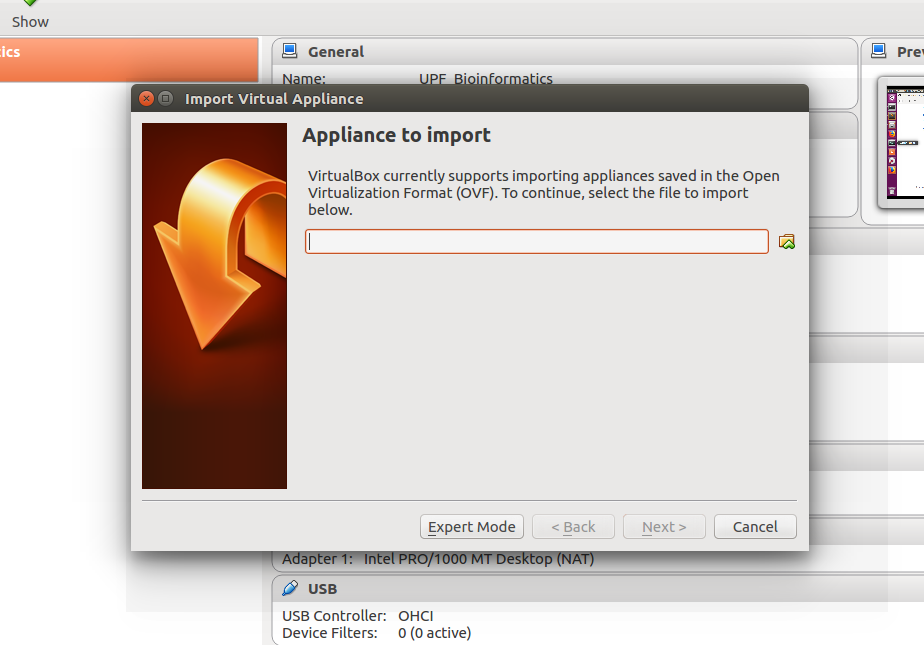 Show
ics
General
Prev
Name: UPF_Bioinformatics
Import Virtual Appliance
Appliance to import
VirtualBox currently supports importing appliances saved in the Open
Virtualization Format (OVF). To continue, select the file to import
below.
Expert Mode
< Back
Next >
Cancel
Adapter 1: Intel PRO/1000 MT Desktop (NAT)
USB
USB Controller: OHCI
Device Filters: 0 (0 active)